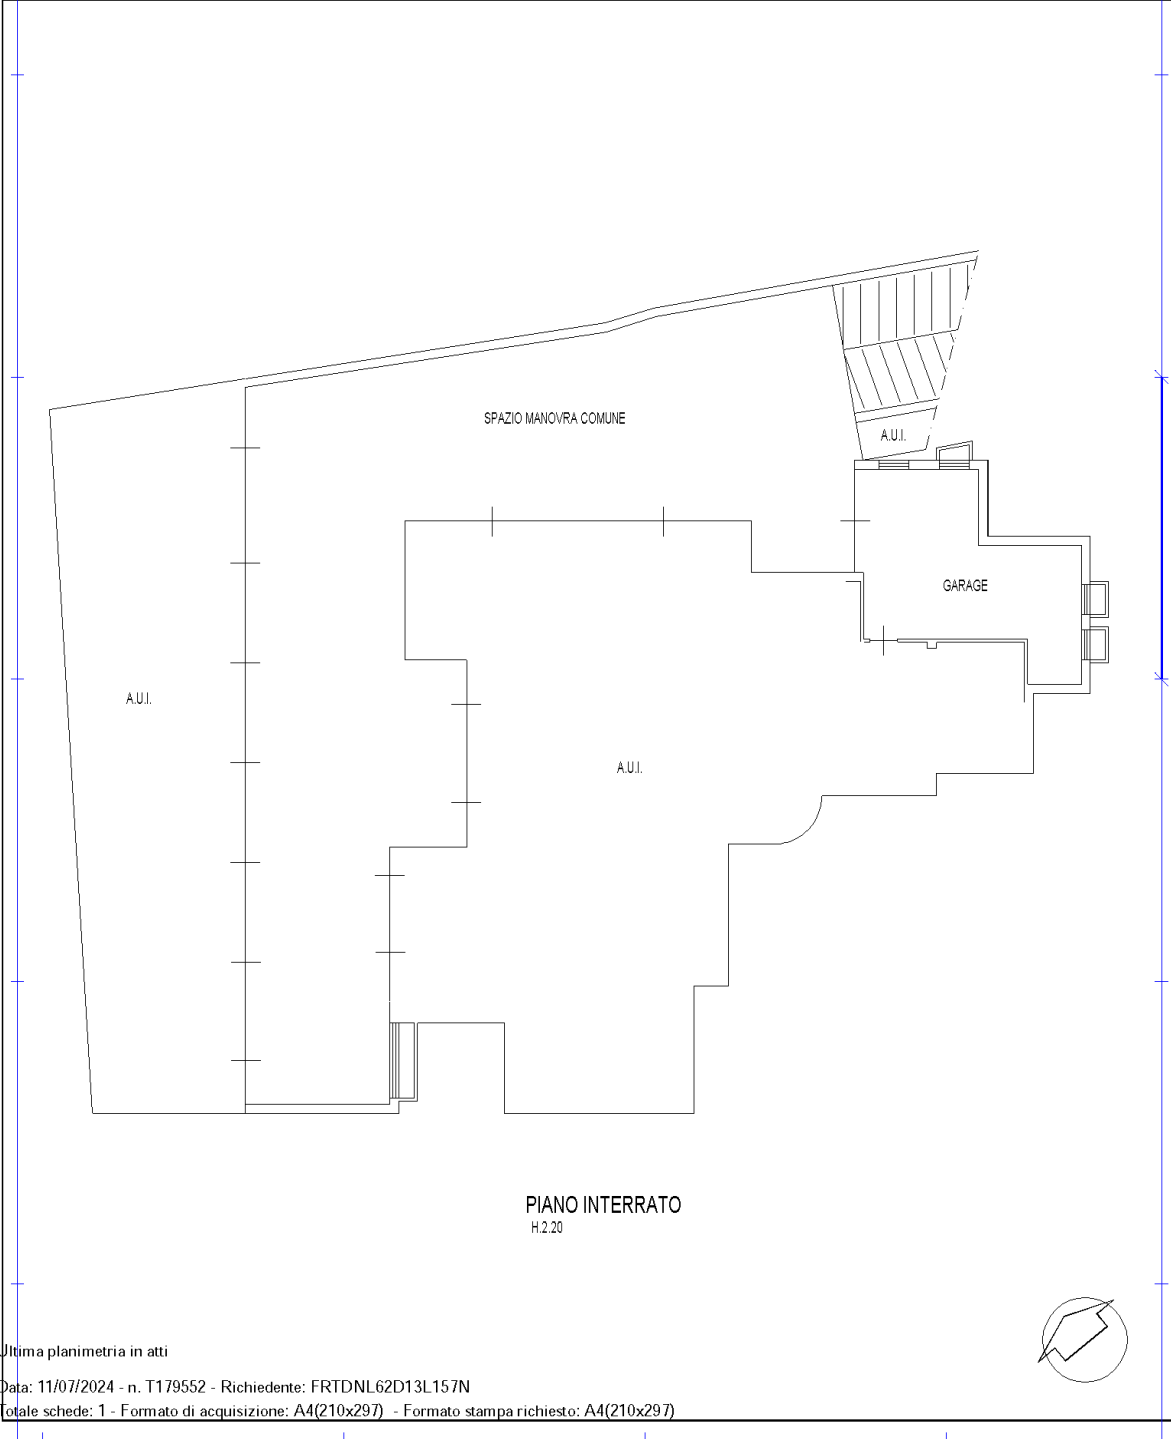 SPAZIO MANOVRA COMUNE
A.U.I.
GARAGE
A.U.I.
A.U.I.
PIANO INTERRATO
H.2.20
Ultima planimetria in atti
Data: 11/07/2024 - n. T179552 - Richiedente: FRTDNL62D13L157N
Totale schede: 1 - Formato di acquisizione: A4(210x297) - Formato stampa richiesto: A4(210x297)